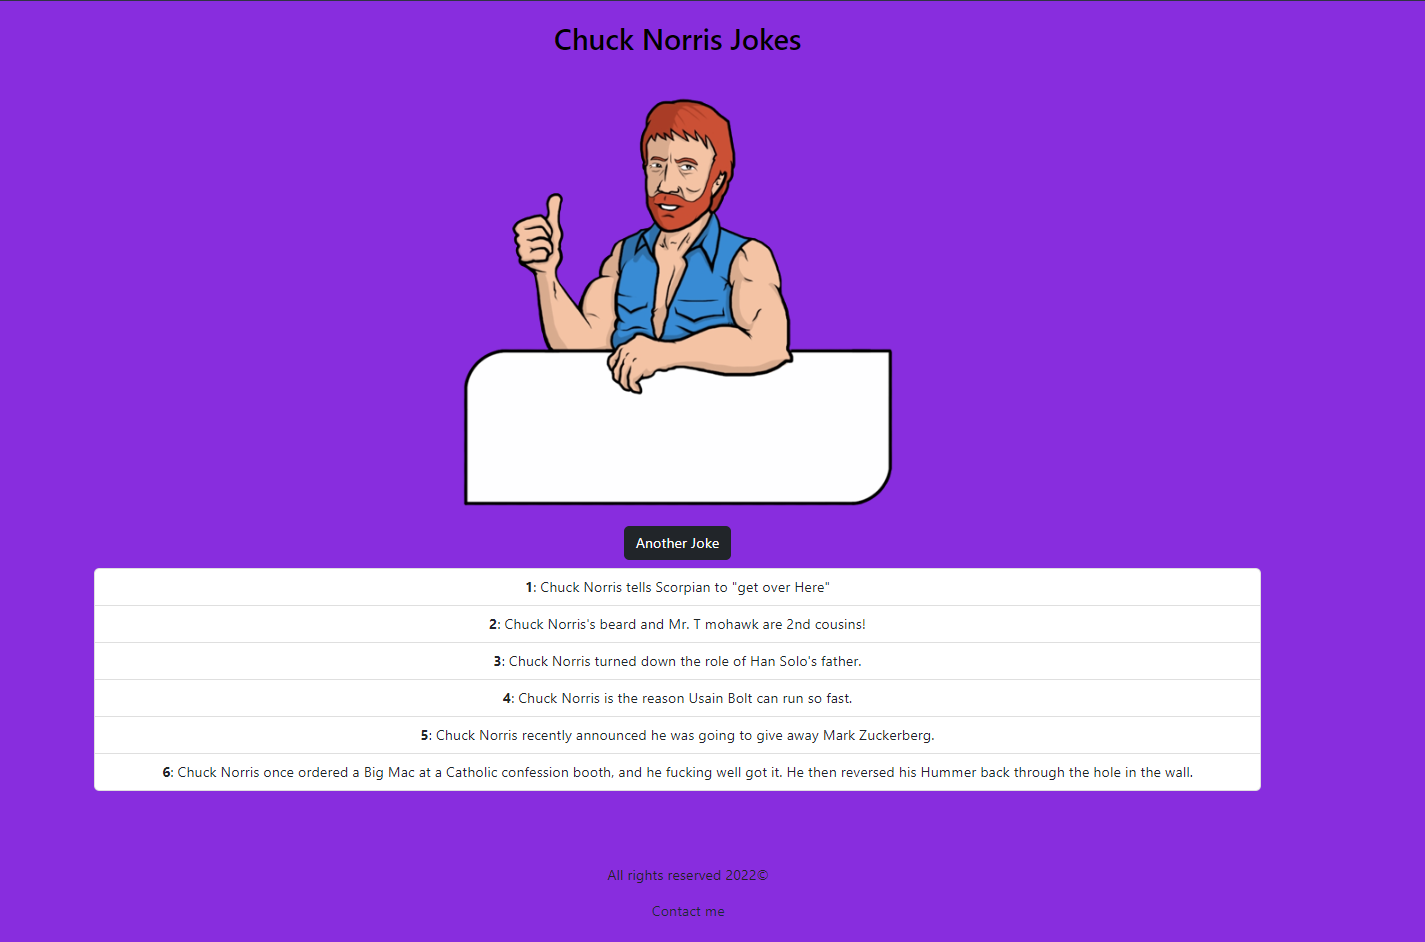 Chuck Norris Jokes
Another Joke
1: Chuck Norris tells Scorpian to "get over Here"
2: Chuck Norris's beard and Mr. T mohawk are 2nd cousins!
3: Chuck Norris turned down the role of Han Solo's father.
4: Chuck Norris is the reason Usain Bolt can run so fast.
5: Chuck Norris recently announced he was going to give away Mark Zuckerberg.
6: Chuck Norris once ordered a Big Mac at a Catholic confession booth, and he fucking well got it. He then reversed his Hummer back through the hole in the wall.
All rights reserved 2022©
Contact me